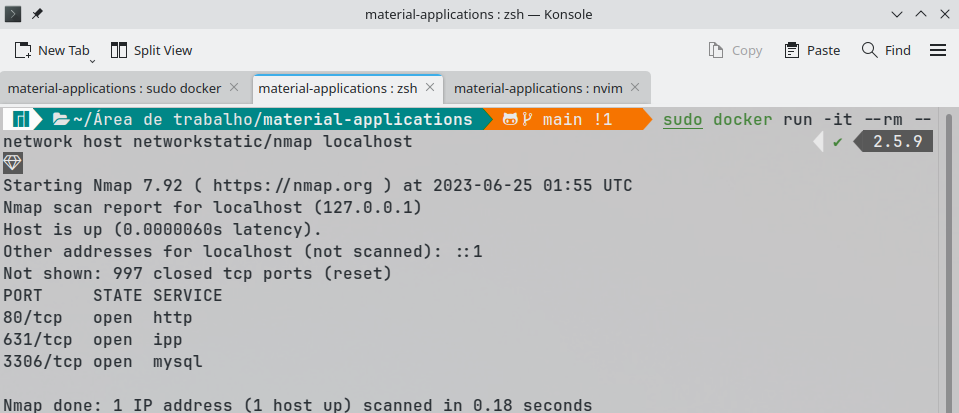 material-applications : zsh — Konsole
New Tab Split View Copy Paste Find
material-applications : sudo docker material-applications : zsh material-applications : nvim
~/Área de trabalho/material-applications main !1 sudo docker run -it --rm --
network host networkstatic/nmap localhost ✔ 2.5.9
Starting Nmap 7.92 ( https://nmap.org ) at 2023-06-25 01:55 UTC
Nmap scan report for localhost (127.0.0.1)
Host is up (0.0000060s latency).
Other addresses for localhost (not scanned): ::1
Not shown: 997 closed tcp ports (reset)
PORT STATE SERVICE
80/tcp open http
631/tcp open ipp
3306/tcp open mysql
Nmap done: 1 IP address (1 host up) scanned in 0.18 seconds